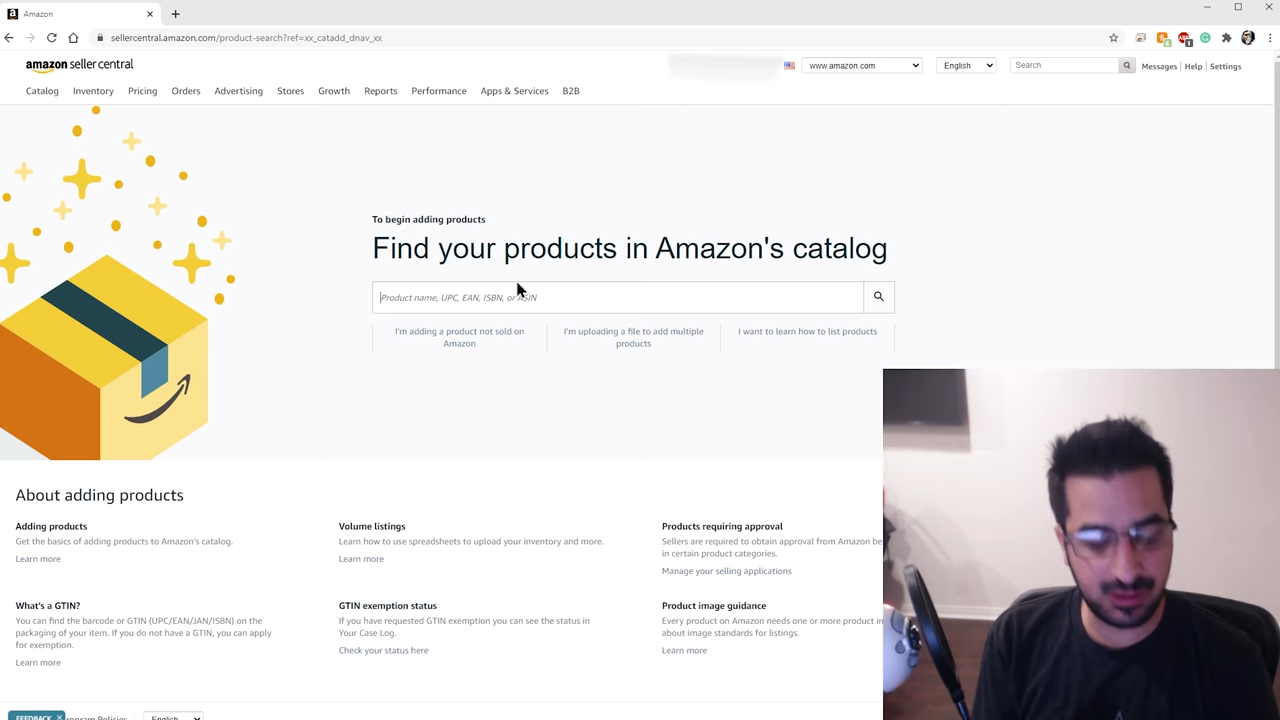 Amazon
sellercentral.amazon.com/product-search?ref=xx_catadd_dnav_xx
amazon seller central
www.amazon.com
English
Search
Messages | Help | Settings
Catalog Inventory Pricing Orders Advertising Stores Growth Reports Performance Apps & Services B2B
To begin adding products
Find your products in Amazon's catalog
Product name, UPC, EAN, ISBN, or ASIN
I'm adding a product not sold on
Amazon
I'm uploading a file to add multiple
products
I want to learn how to list products
About adding products
Adding products
Get the basics of adding products to Amazon's catalog.
Learn more
Volume listings
Learn how to use spreadsheets to upload your inventory and more.
Learn more
Products requiring approval
Sellers are required to obtain approval from Amazon be
in certain product categories.
Manage your selling applications
What's a GTIN?
You can find the barcode or GTIN (UPC/EAN/JAN/ISBN) on the
packaging of your item. If you do not have a GTIN, you can apply
for exemption.
Learn more
GTIN exemption status
If you have requested GTIN exemption you can see the status in
Your Case Log.
Check your status here
Product image guidance
Every product on Amazon needs one or more product in
about image standards for listings.
Learn more
FEEDBACK
rogram Policies
English